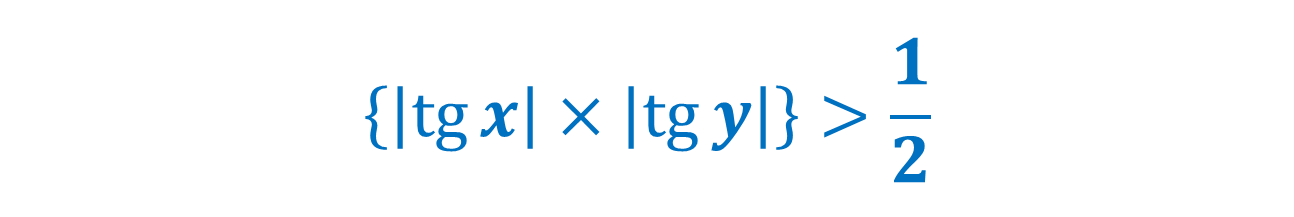 {|tg x| × |tg y|} > 1/2